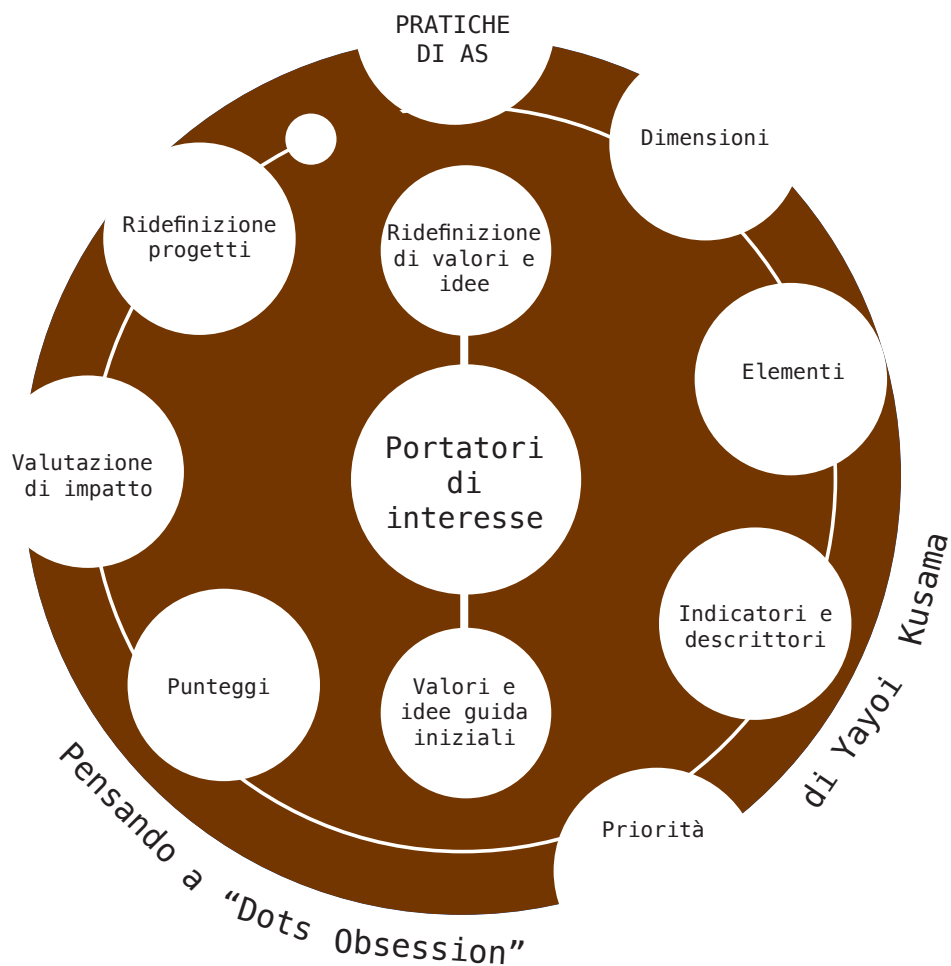 PRATICHE
DI AS
Dimensioni
Elementi
Indicatori e
descrittori
Priorità
Punteggi
Valutazione
di impatto
Ridefinizione
progetti
Ridefinizione
di valori e
idee
Portatori
di
interesse
Valori e
idee guida
iniziali
Pensando a “Dots Obsession”
di Yayoi Kusama